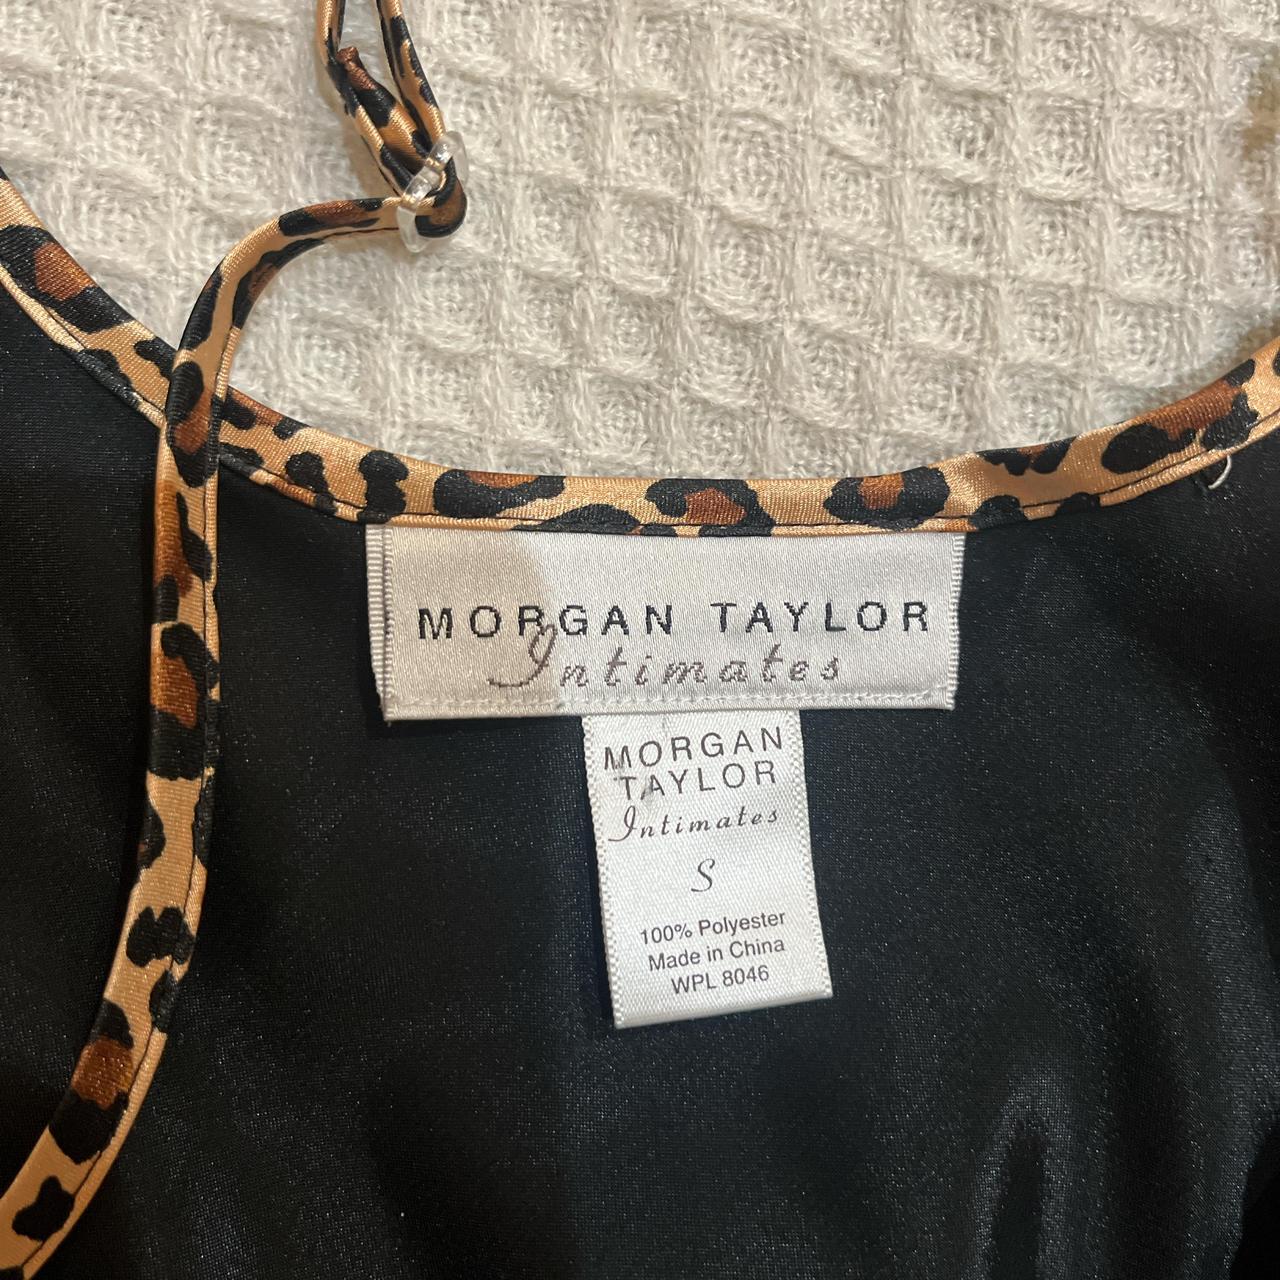 MORGAN TAYLOR
Intimates
MORGAN
TAYLOR
Intimates
S
100% Polyester
Made in China
WPL 8046